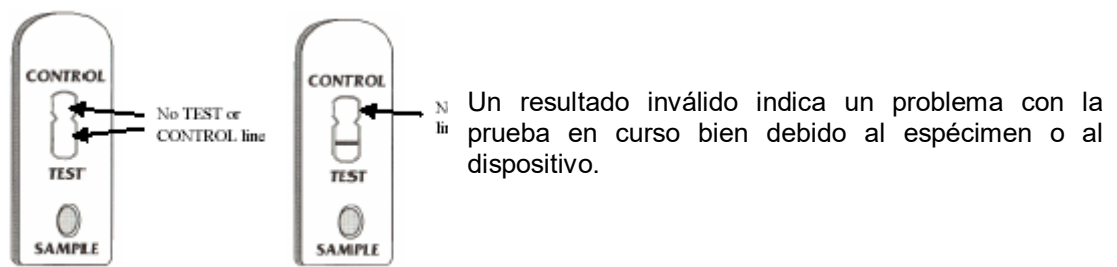 CONTROL
No TEST or
CONTROL line
TEST
SAMPLE
CONTROL
TEST
SAMPLE
Un resultado inválido indica un problema con la
prueba en curso bien debido al espécimen o al
dispositivo.